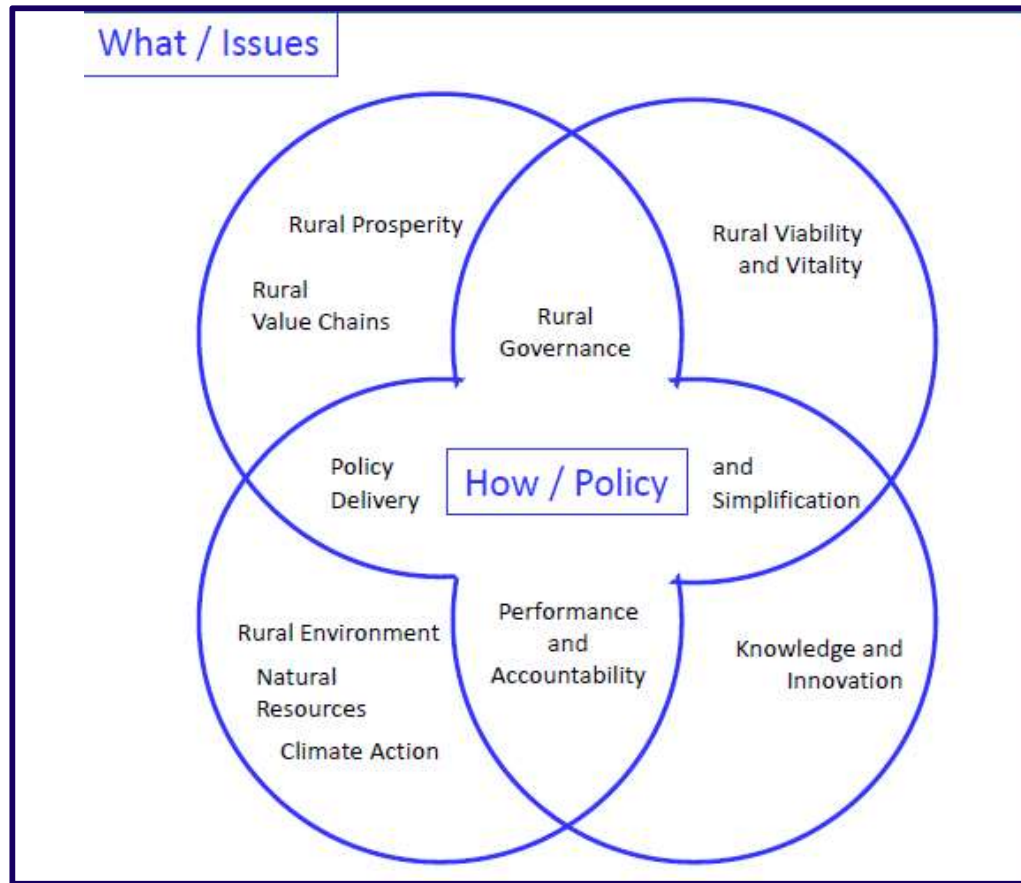 What / Issues
Rural Prosperity
Rural
Value Chains
Rural Viability
and Vitality
Rural
Governance
Policy
Delivery
How / Policy
and
Simplification
Performance
and
Accountability
Rural Environment
Natural
Resources
Climate Action
Knowledge and
Innovation